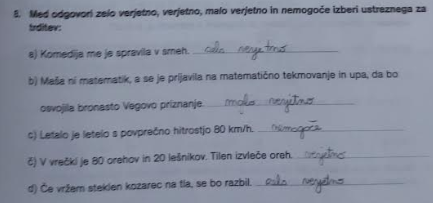 6. Med odgovori zelo verjetno, verjetno, malo verjetno in nemogoče izberi ustreznega za
trditev:
a) Komedija me je spravila v smeh. zelo verjetno
b) Maša ni matematik, a se je prijavila na matematično tekmovanje in upa, da bo
osvojila bronasto Vegovo priznanje. malo verjetno
c) Letalo je letelo s povprečno hitrostjo 80 km/h. nemogoče
č) V vrečki je 80 orehov in 20 lešnikov. Tilen izvleče oreh. verjetno
d) Če vržem steklen kozarec na tla, se bo razbil. zelo verjetno